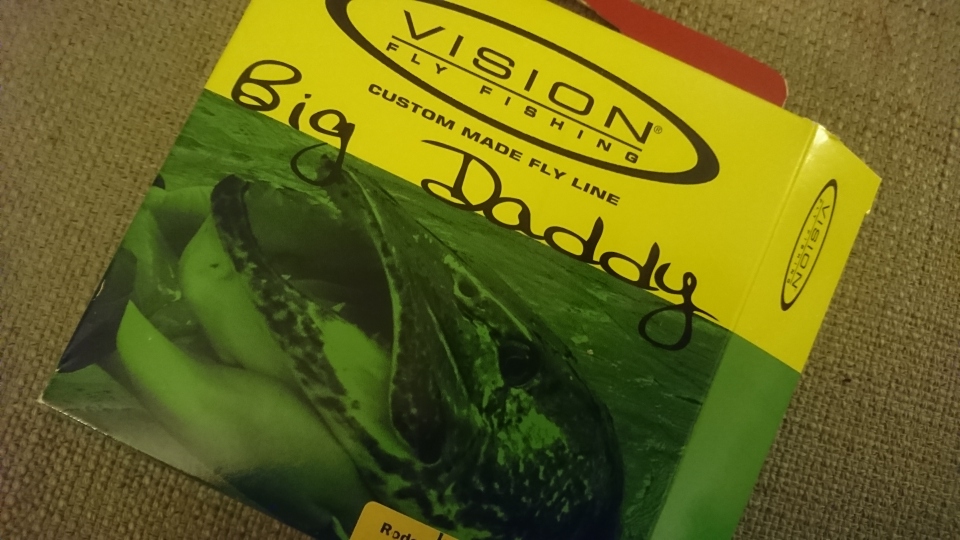 VISION®
FLY FISHING
CUSTOM MADE FLY LINE
Big Daddy
VISION